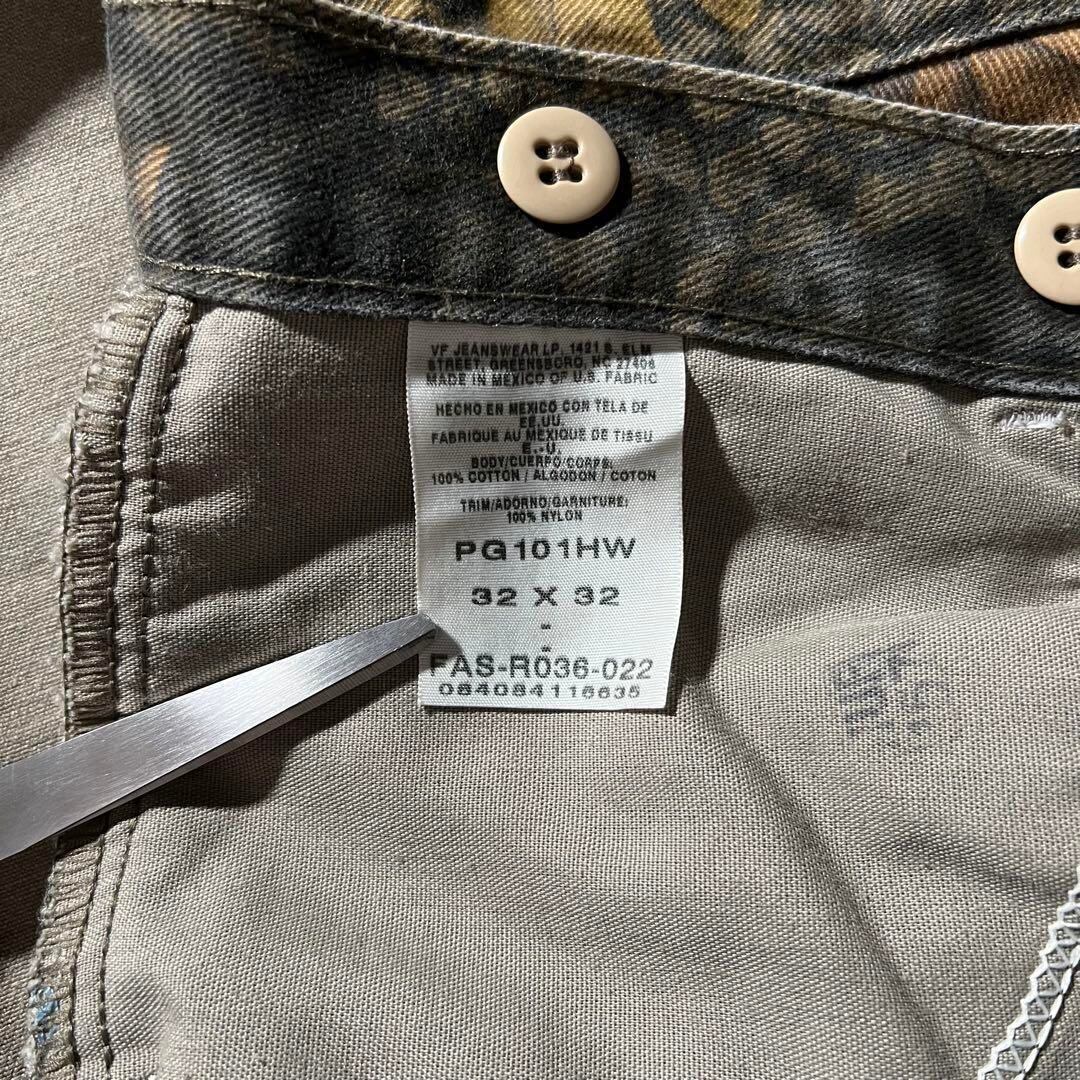 VF JEANSWEAR LP, 1421 S. ELM
STREET, GREENSBORO, NC 27406
MADE IN MEXICO OF U.S. FABRIC
HECHO EN MEXICO CON TELA DE
EE.UU.
FABRIQUE AU MEXIQUE DE TISSU
E.-U.
BODY/CUERPO/CORPS:
100% COTTON / ALGODON / COTON
TRIM/ADORNO/GARNITURE:
100% NYLON
PG101HW
32 X 32
-
-
FAS-R036-022
084084116635